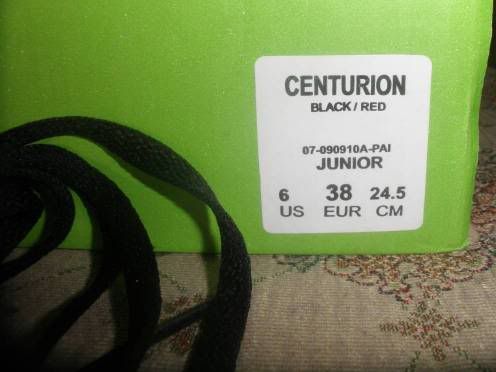 CENTURION
BLACK / RED
07-090910A-PAI
JUNIOR
6 38 24.5
US EUR CM